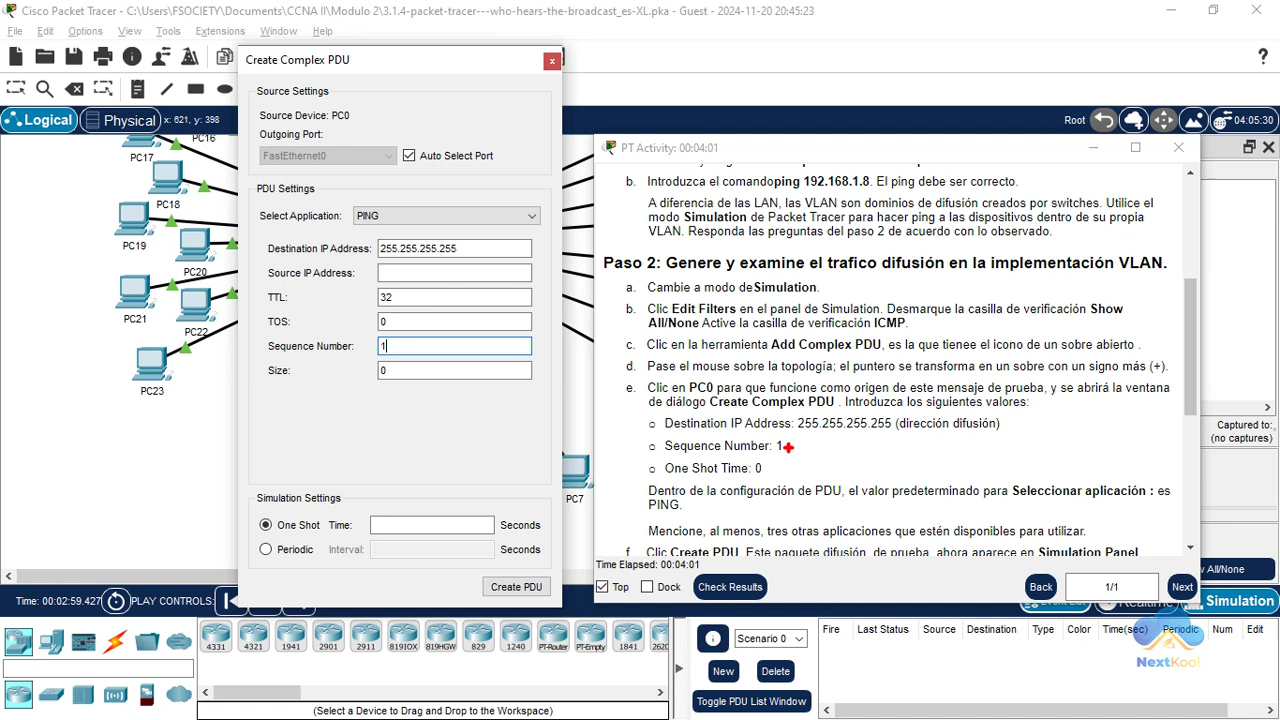 Cisco Packet Tracer - C:\Users\FSOCIETY\Documents\CCNA II\Modulo 2\3.1.4-packet-tracer---who-hears-the-broadcast_es-XL.pka - Guest - 2024-11-20 20:45:23
File Edit Options View Tools Extensions Window Help
Logical Physical x: 621, y: 398 Root 04:05:30
PC16
PC17
PC18
PC19
PC20
PC21
PC22
PC23
PC7
Create Complex PDU
Source Settings
Source Device: PC0
Outgoing Port:
FastEthernet0 Auto Select Port
PDU Settings
Select Application: PING
Destination IP Address: 255.255.255.255
Source IP Address:
TTL: 32
TOS: 0
Sequence Number: 1
Size: 0
Simulation Settings
One Shot Time: Seconds
Periodic Interval: Seconds
Create PDU
PT Activity: 00:04:01
b. Introduzca el comandoping 192.168.1.8. El ping debe ser correcto.
A diferencia de las LAN, las VLAN son dominios de difusión creados por switches. Utilice el
modo Simulation de Packet Tracer para hacer ping a los dispositivos dentro de su propia
VLAN. Responda las preguntas del paso 2 de acuerdo con lo observado.
Paso 2: Genere y examine el trafico difusión en la implementación VLAN.
a. Cambie a modo deSimulation.
b. Clic Edit Filters en el panel de Simulation. Desmarque la casilla de verificación Show
All/None Active la casilla de verificación ICMP.
c. Clic en la herramienta Add Complex PDU, es la que tienee el icono de un sobre abierto .
d. Pase el mouse sobre la topología; el puntero se transforma en un sobre con un signo más (+).
e. Clic en PC0 para que funcione como origen de este mensaje de prueba, y se abrirá la ventana
de diálogo Create Complex PDU . Introduzca los siguientes valores:
○ Destination IP Address: 255.255.255.255 (dirección difusión)
○ Sequence Number: 1
○ One Shot Time: 0
Dentro de la configuración de PDU, el valor predeterminado para Seleccionar aplicación : es
PING.
Mencione, al menos, tres otras aplicaciones que estén disponibles para utilizar.
f Clic Create PDU. Este paquete difusión, de prueba, ahora aparece en Simulation Panel
Time Elapsed: 00:04:01
Top Dock Check Results Back 1/1 Next
Captured to:
(no captures)
All/None
Time: 00:02:59.427 PLAY CONTROLS:
Event List Realtime Simulation
4331 4321 1941 2901 2911 819IOX 819HGW 829 1240 PT-Router PT-Empty 1841 2620
(Select a Device to Drag and Drop to the Workspace)
Scenario 0
New Delete
Toggle PDU List Window
Fire Last Status Source Destination Type Color Time(sec) Periodic Num Edit
NextKool